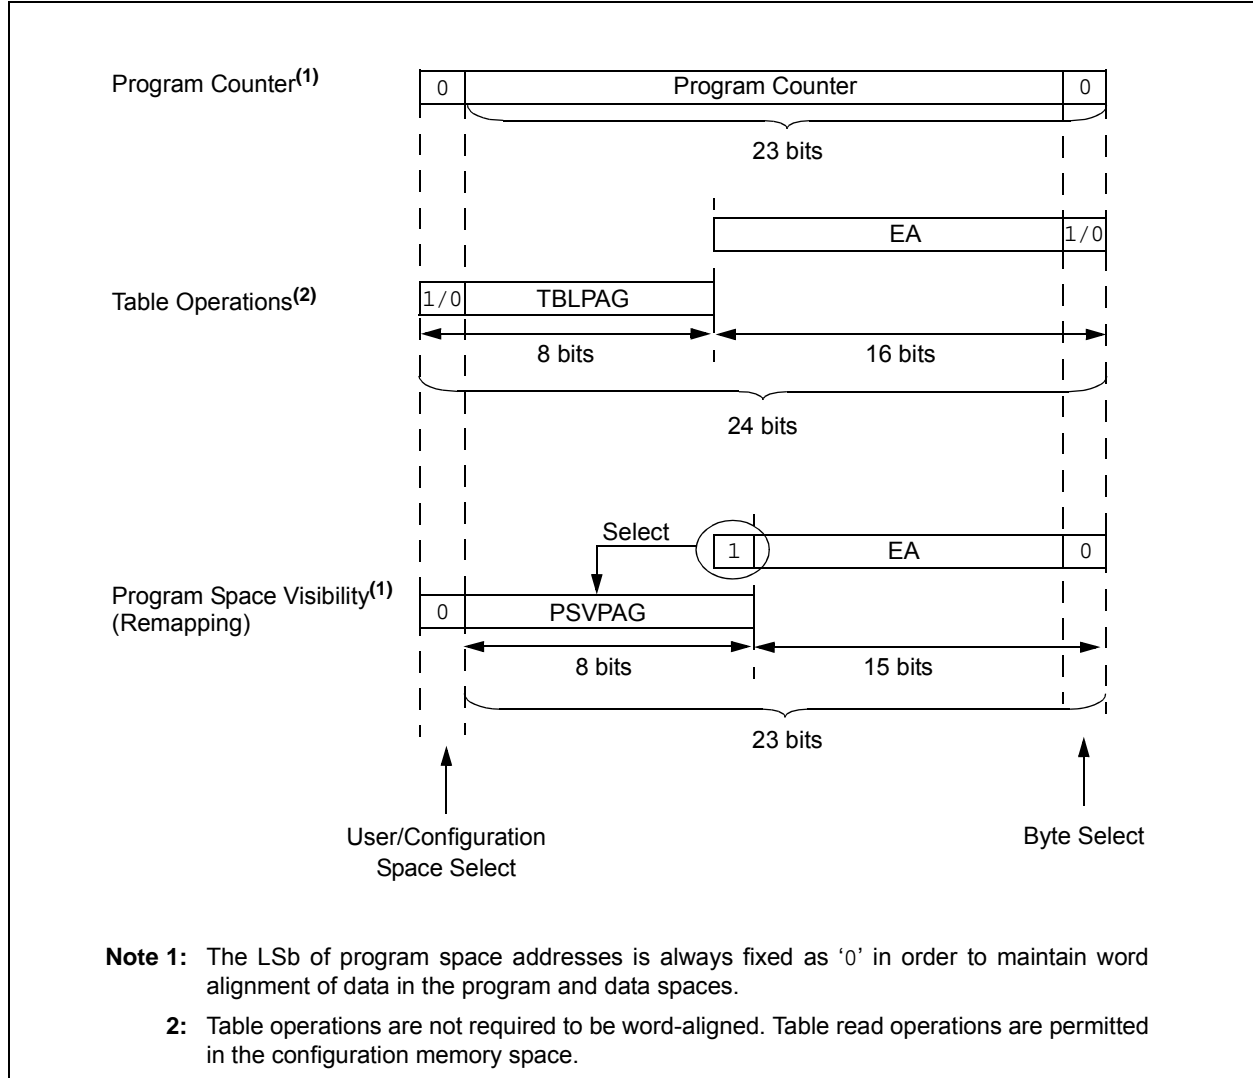 Program Counter(1)
0
Program Counter
0
23 bits
EA
1/0
Table Operations(2)
1/0
TBLPAG
8 bits
16 bits
24 bits
Select
1
EA
0
Program Space Visibility(1)
(Remapping)
0
PSVPAG
8 bits
15 bits
23 bits
User/Configuration
Space Select
Byte Select
Note 1: The LSb of program space addresses is always fixed as ‘0’ in order to maintain word
alignment of data in the program and data spaces.
2: Table operations are not required to be word-aligned. Table read operations are permitted
in the configuration memory space.